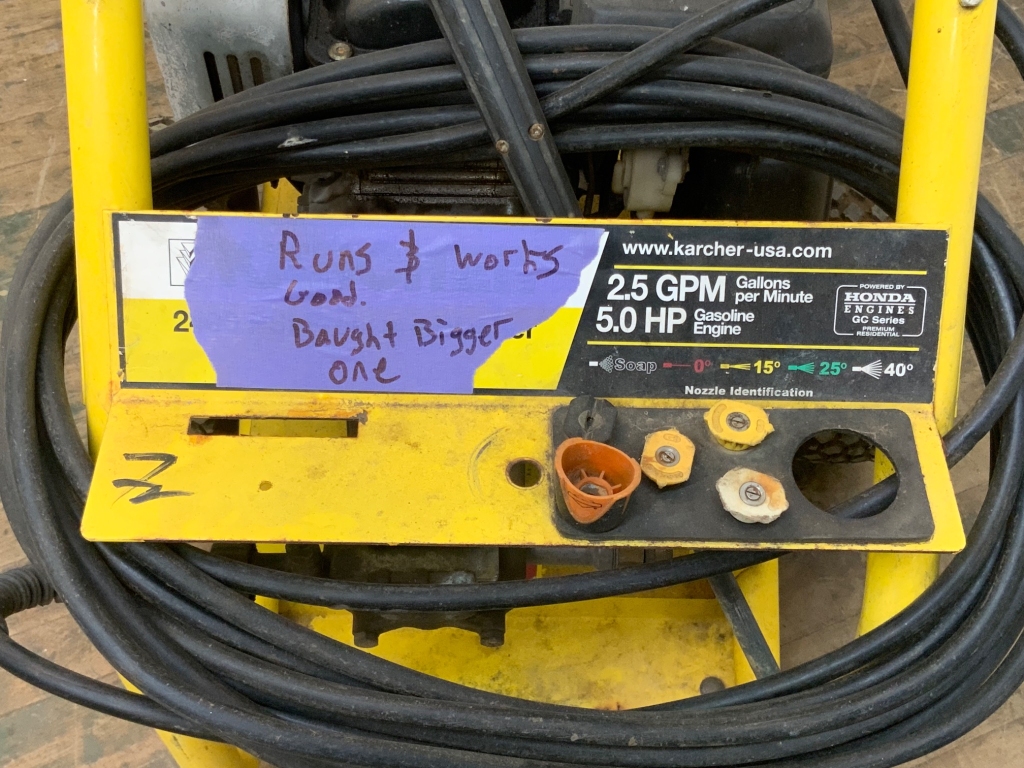 Runs & works
Good.
Baught Bigger
one
www.karcher-usa.com
2.5 GPM Gallons per Minute
5.0 HP Gasoline Engine
POWERED BY
HONDA
ENGINES
GC Series
PREMIUM
RESIDENTIAL
Soap 0° 15° 25° 40°
Nozzle Identification